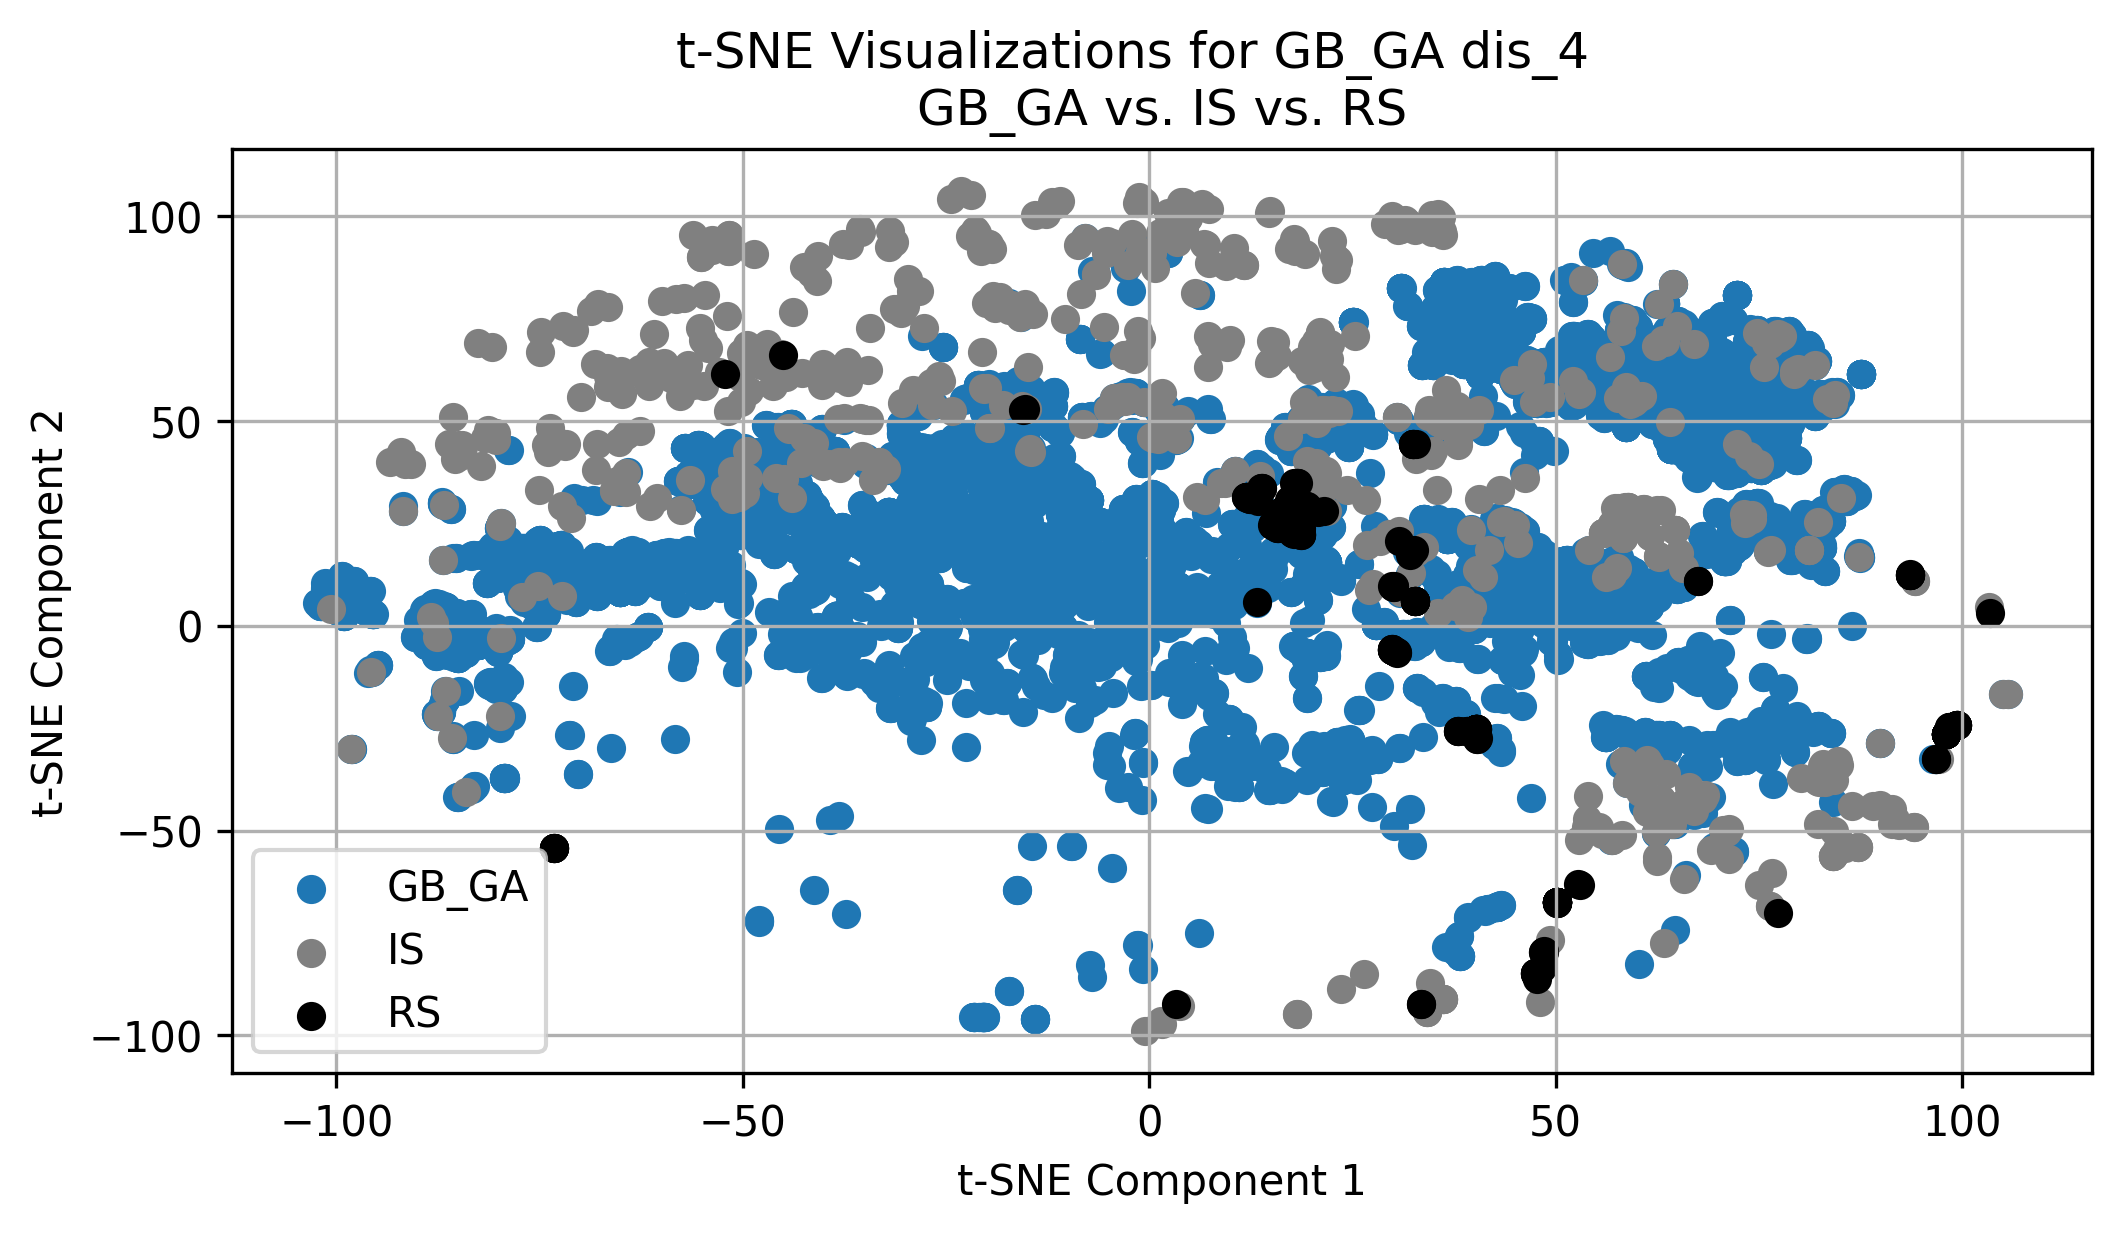 t-SNE Visualizations for GB_GA dis_4
GB_GA vs. IS vs. RS
t-SNE Component 2
100
50
0
−50
−100
GB_GA
IS
RS
−100
−50
0
50
100
t-SNE Component 1